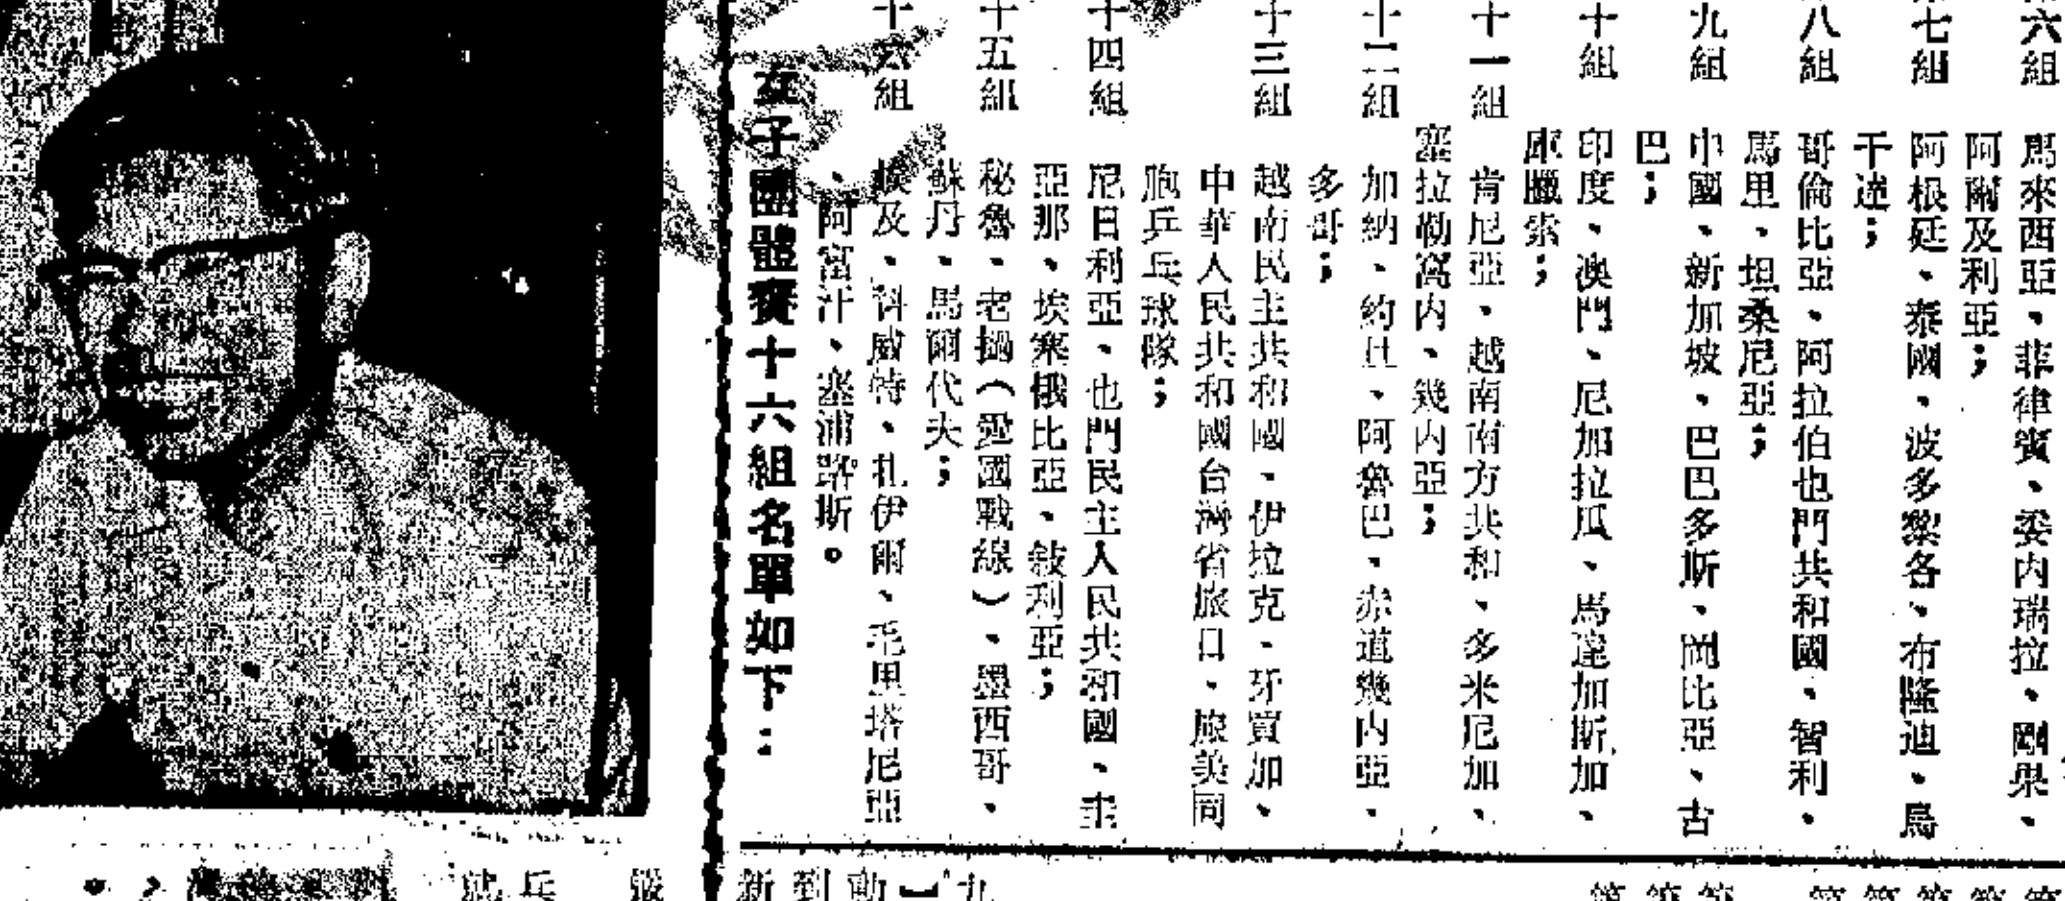 六組　馬來西亞、菲律賓、委內瑞拉、剛果、
阿爾及利亞；
七組　阿根廷、泰國、波多黎各、布隆迪、烏
干達；
八組　哥倫比亞、阿拉伯也門共和國、智利、
馬里、坦桑尼亞；
九組　中國、新加坡、巴巴多斯、岡比亞、古
巴；
十組　印度、澳門、尼加拉瓜、馬達加斯加、
庫臘索；
十一組　肯尼亞、越南南方共和、多米尼加、
塞拉勒窩內、幾內亞；
十二組　加納、約旦、阿魯巴、赤道幾內亞、
多哥；
十三組　越南民主共和國、伊拉克、牙買加、
中華人民共和國台灣省旅日、旅美同
胞乒乓球隊；
十四組　尼日利亞、也門民主人民共和國、圭
亞那、埃塞俄比亞、敍利亞；
十五組　秘魯、老撾（愛國戰線）、墨西哥、
蘇丹、馬爾代夫；
十六組　埃及、科威特、扎伊爾、毛里塔尼亞
、阿富汗、塞浦路斯。
女子團體賽十六組名單如下：